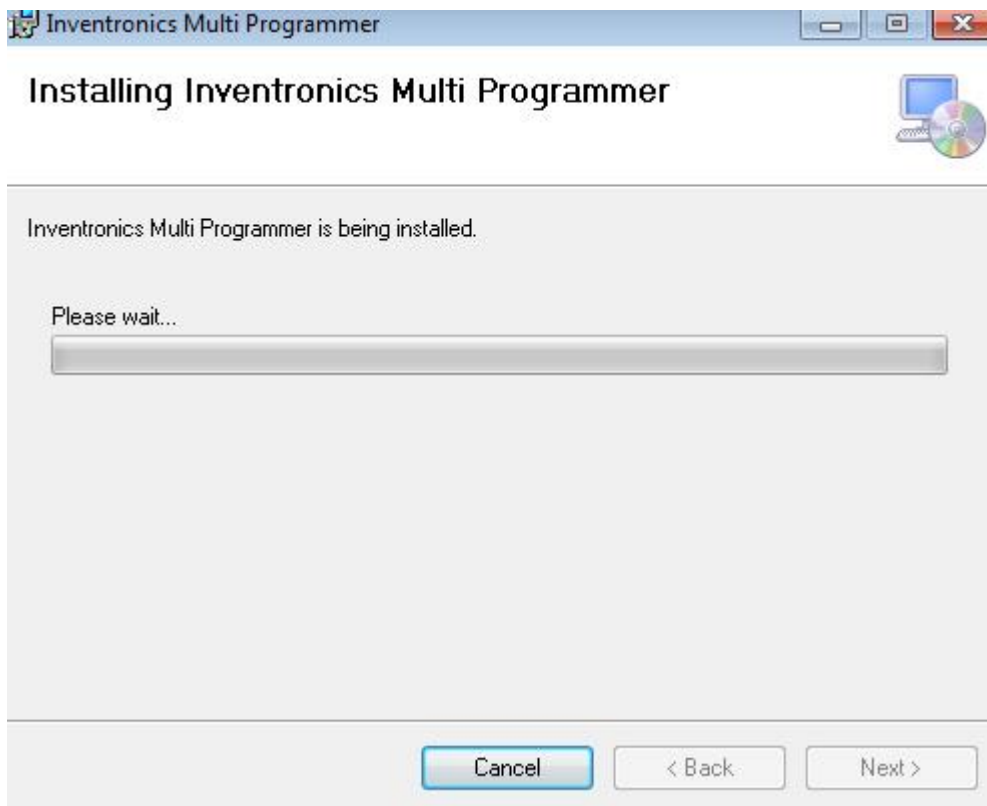 Inventronics Multi Programmer
Installing Inventronics Multi Programmer
Inventronics Multi Programmer is being installed.
Please wait...
Cancel
< Back
Next >